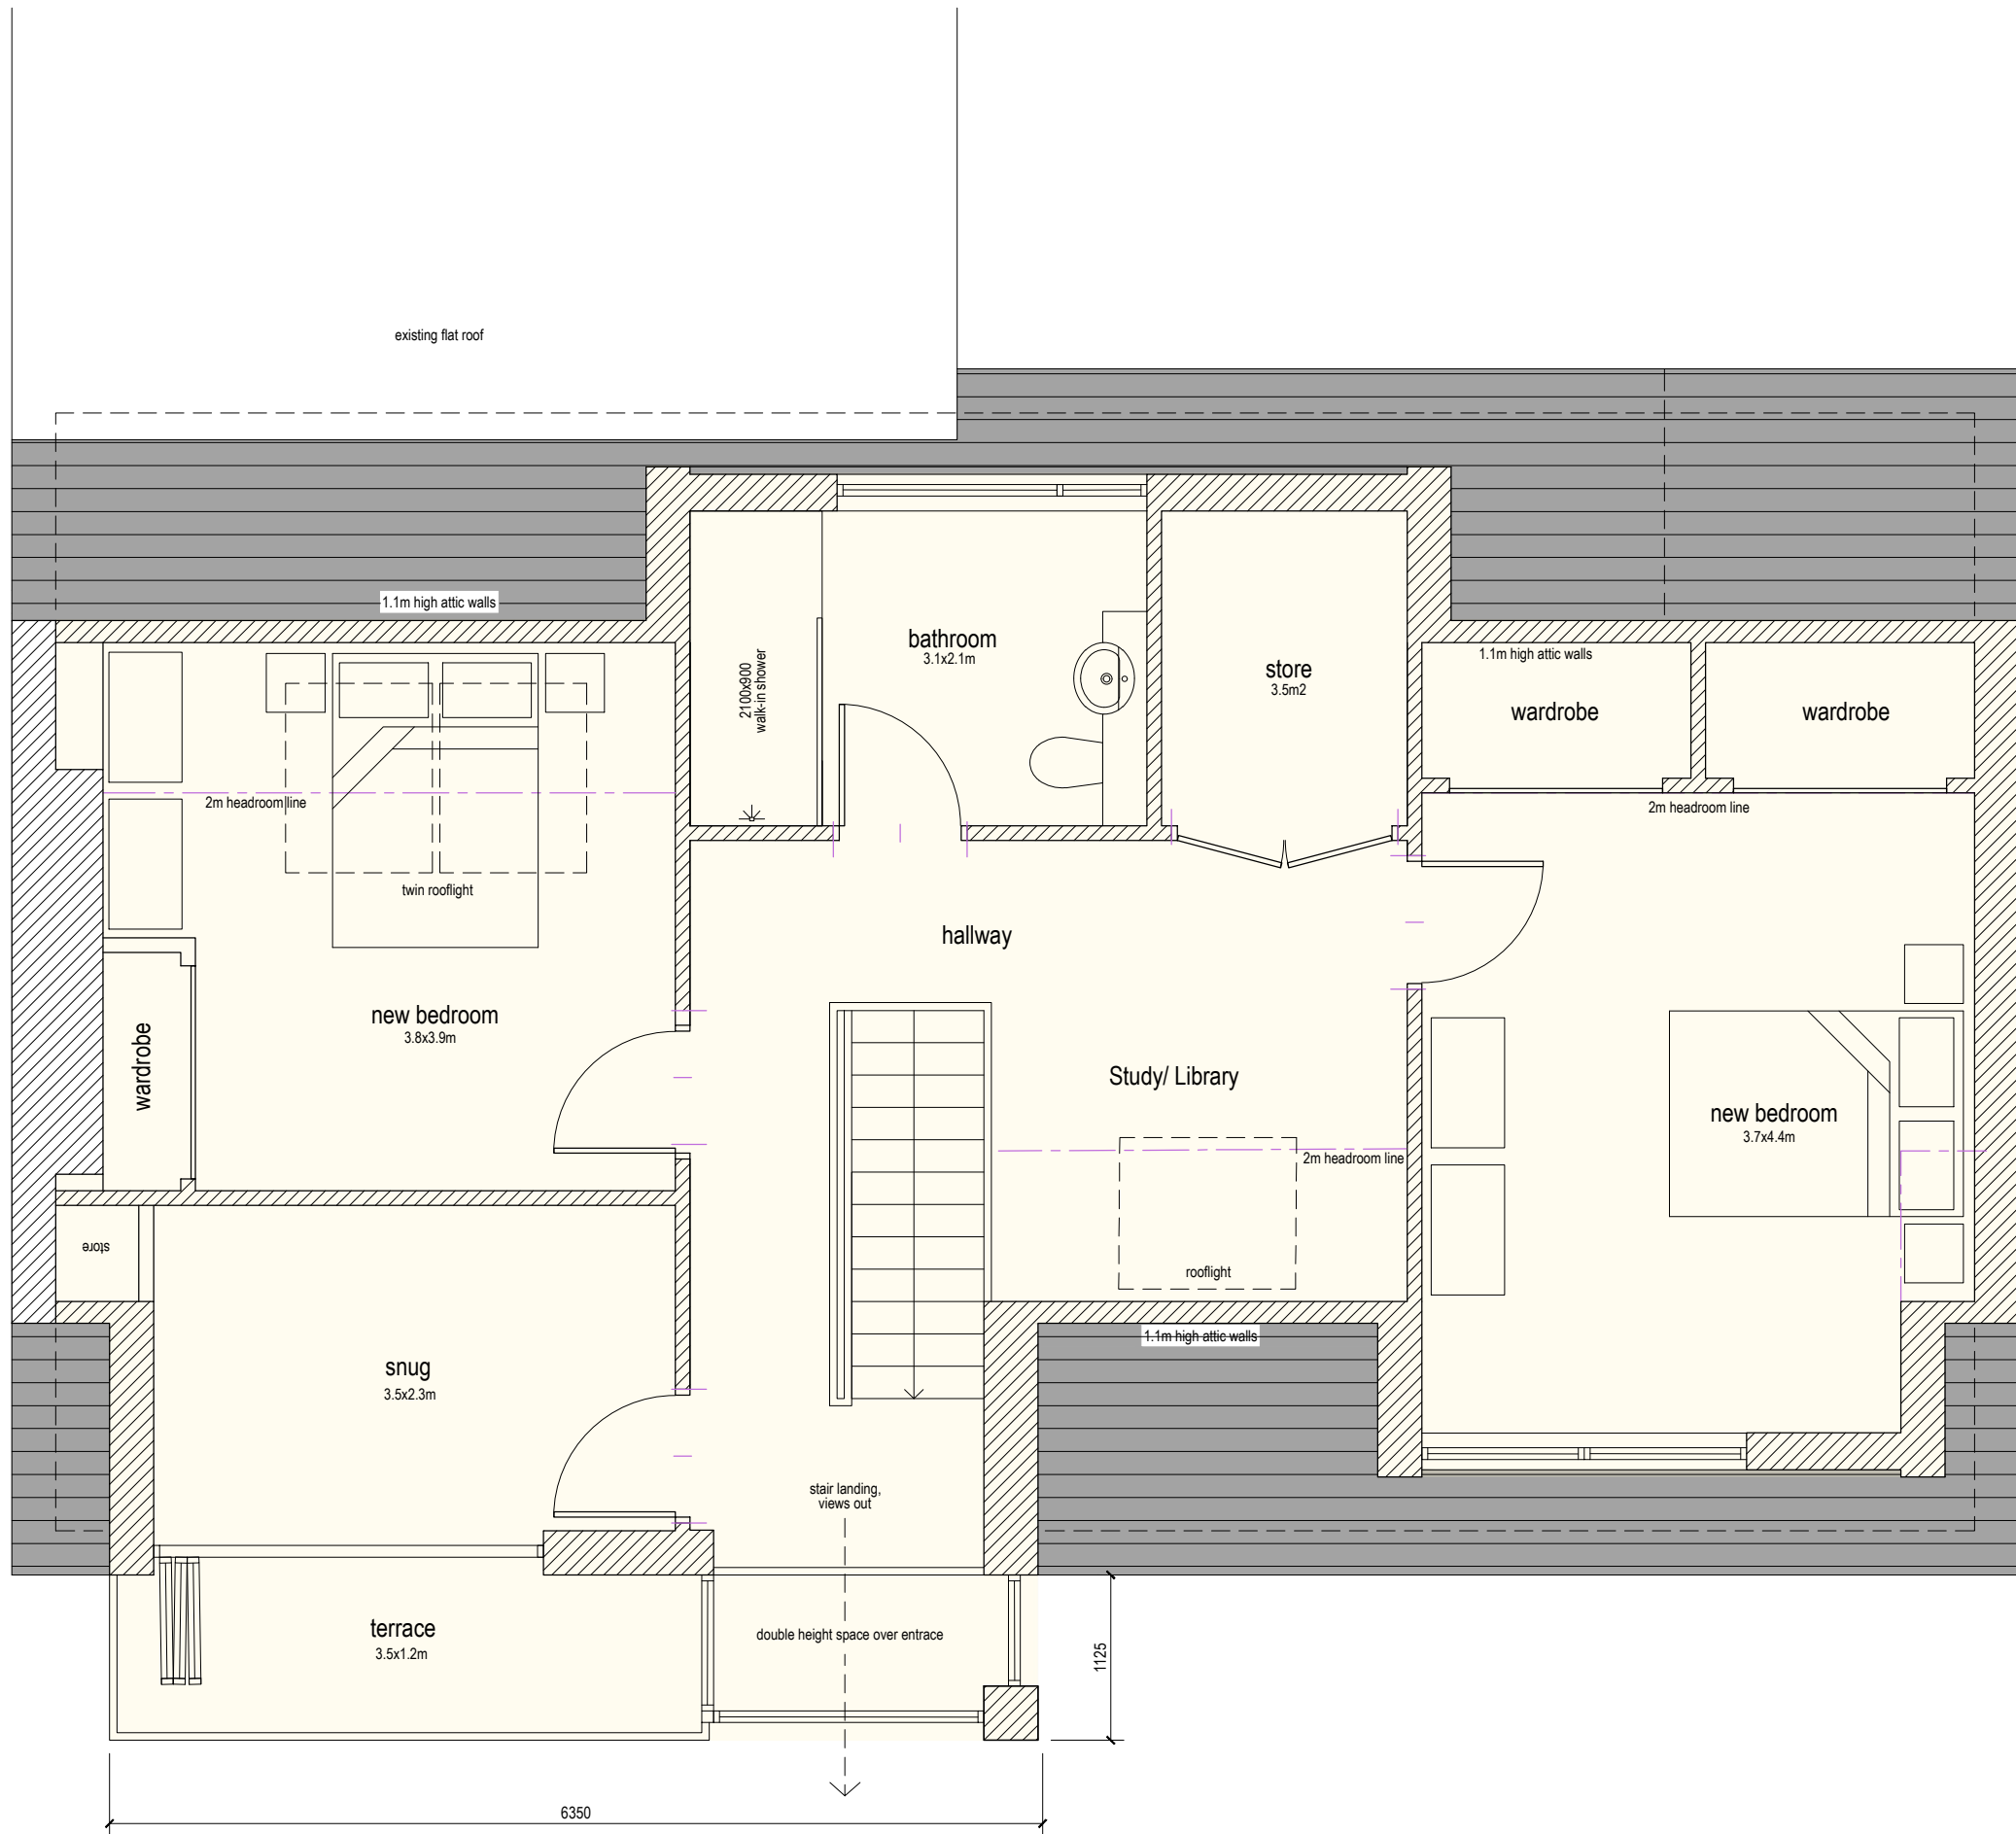 existing flat roof
1.1m high attic walls
bathroom
3.1x2.1m
2100x900
walk-in shower
store
3.5m2
1.1m high attic walls
wardrobe
wardrobe
2m headroom line
2m headroom line
twin rooflight
hallway
new bedroom
3.8x3.9m
wardrobe
Study/ Library
new bedroom
3.7x4.4m
2m headroom line
store
rooflight
1.1m high attic walls
snug
3.5x2.3m
stair landing,
views out
terrace
3.5x1.2m
double height space over entrace
1125
6350